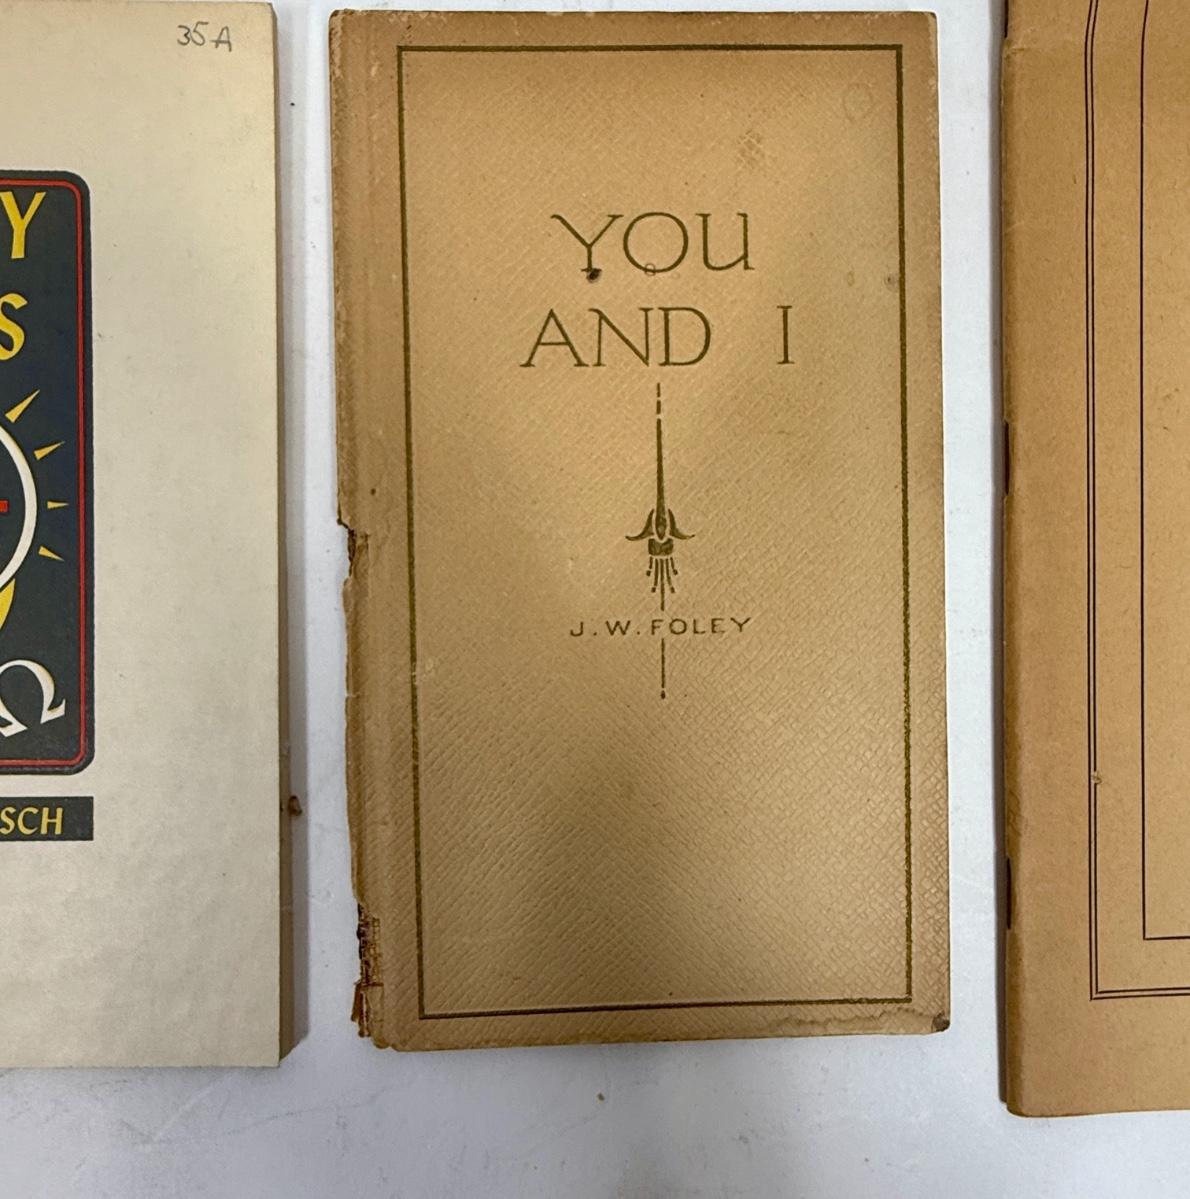 35A
Y
S
Ω
SCH
YOU
AND I
J. W. FOLEY